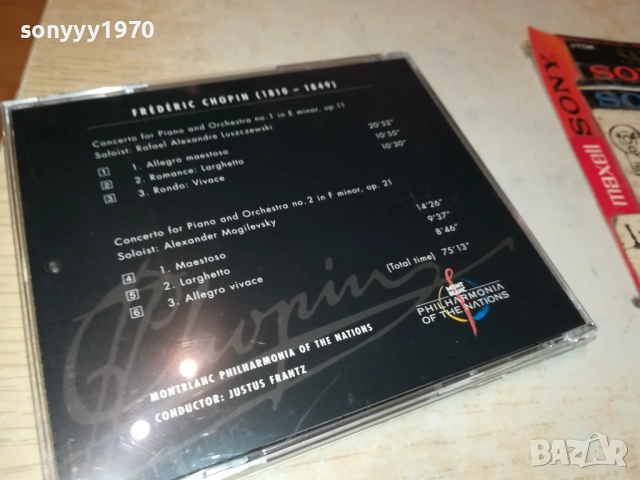 sonyyy1970
FRÉDÉRIC CHOPIN (1810 – 1849)
Concerto for Piano and Orchestra no.1 in E minor, op.11
Soloist: Rafael Alexandre Luszczewski
1 1. Allegro maestoso 20'52"
2 2. Romance: Larghetto 10'55"
3 3. Rondo: Vivace 10'30"
Concerto for Piano and Orchestra no.2 in F minor, op. 21
Soloist: Alexander Mogilevsky
4 1. Maestoso 14'26"
5 2. Larghetto 9'37"
6 3. Allegro vivace 8'46"
(Total time) 75'13"
Chopin
MONT
BLANC
PHILHARMONIA
OF THE NATIONS
MONTBLANC PHILHARMONIA OF THE NATIONS
CONDUCTOR: JUSTUS FRANTZ
TDK
SONY
maxell
BAZAR
bg